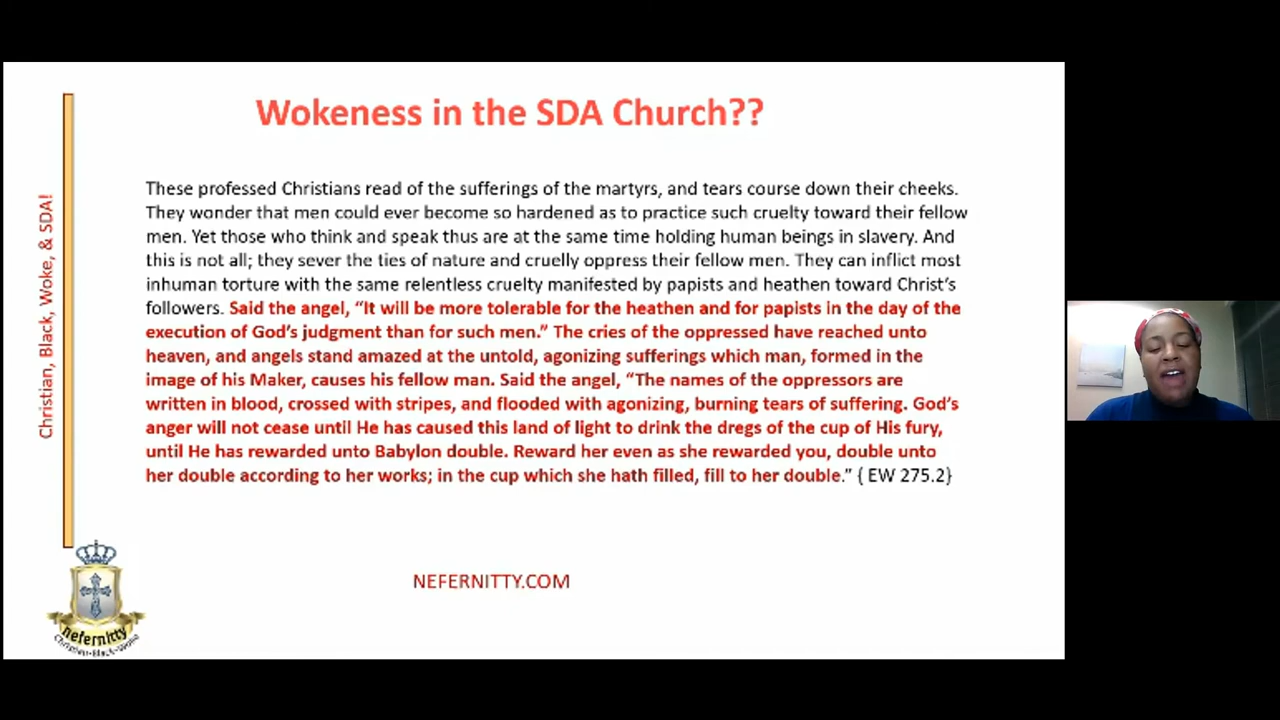 Wokeness in the SDA Church??
These professed Christians read of the sufferings of the martyrs, and tears course down their cheeks.
They wonder that men could ever become so hardened as to practice such cruelty toward their fellow
men. Yet those who think and speak thus are at the same time holding human beings in slavery. And
this is not all; they sever the ties of nature and cruelly oppress their fellow men. They can inflict most
inhuman torture with the same relentless cruelty manifested by papists and heathen toward Christ's
followers. Said the angel, “It will be more tolerable for the heathen and for papists in the day of the
execution of God's judgment than for such men.” The cries of the oppressed have reached unto
heaven, and angels stand amazed at the untold, agonizing sufferings which man, formed in the
image of his Maker, causes his fellow man. Said the angel, “The names of the oppressors are
written in blood, crossed with stripes, and flooded with agonizing, burning tears of suffering. God's
anger will not cease until He has caused this land of light to drink the dregs of the cup of His fury,
until He has rewarded unto Babylon double. Reward her even as she rewarded you, double unto
her double according to her works; in the cup which she hath filled, fill to her double.” { EW 275.2}
Christian, Black, Woke, & SDA!
nefernitty
Christian•Black•Woke
NEFERNITTY.COM